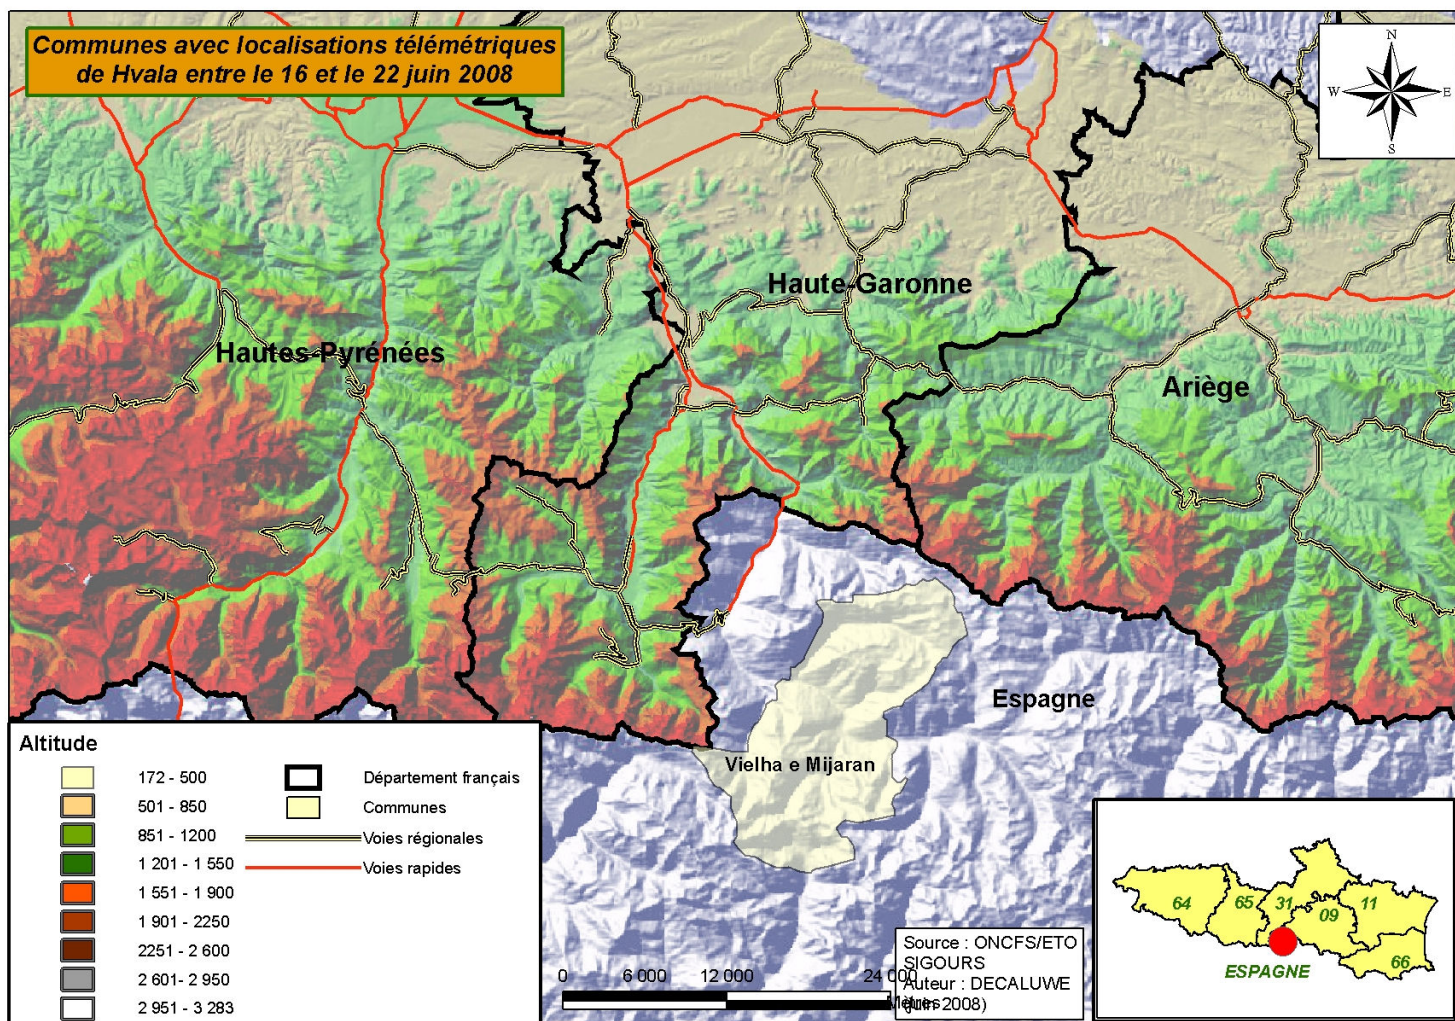 Communes avec localisations télémétriques
de Hvala entre le 16 et le 22 juin 2008
N
W
E
S
Haute-Garonne
Hautes-Pyrénées
Ariège
Espagne
Vielha e Mijaran
Altitude
172 - 500
501 - 850
851 - 1200
1 201 - 1 550
1 551 - 1 900
1 901 - 2250
2251 - 2 600
2 601- 2 950
2 951 - 3 283
Département français
Communes
Voies régionales
Voies rapides
0 6 000 12 000 24 000
Mètres
Source : ONCFS/ETO
SIGOURS
Auteur : DECALUWE
(juin 2008)
64
65
31
09
11
66
ESPAGNE